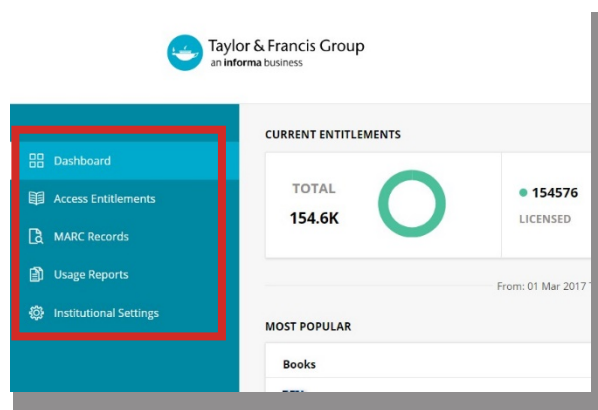 Taylor & Francis Group
an informa business
Dashboard
Access Entitlements
MARC Records
Usage Reports
Institutional Settings
CURRENT ENTITLEMENTS
TOTAL
154.6K
154576
LICENSED
From: 01 Mar 2017
MOST POPULAR
Books